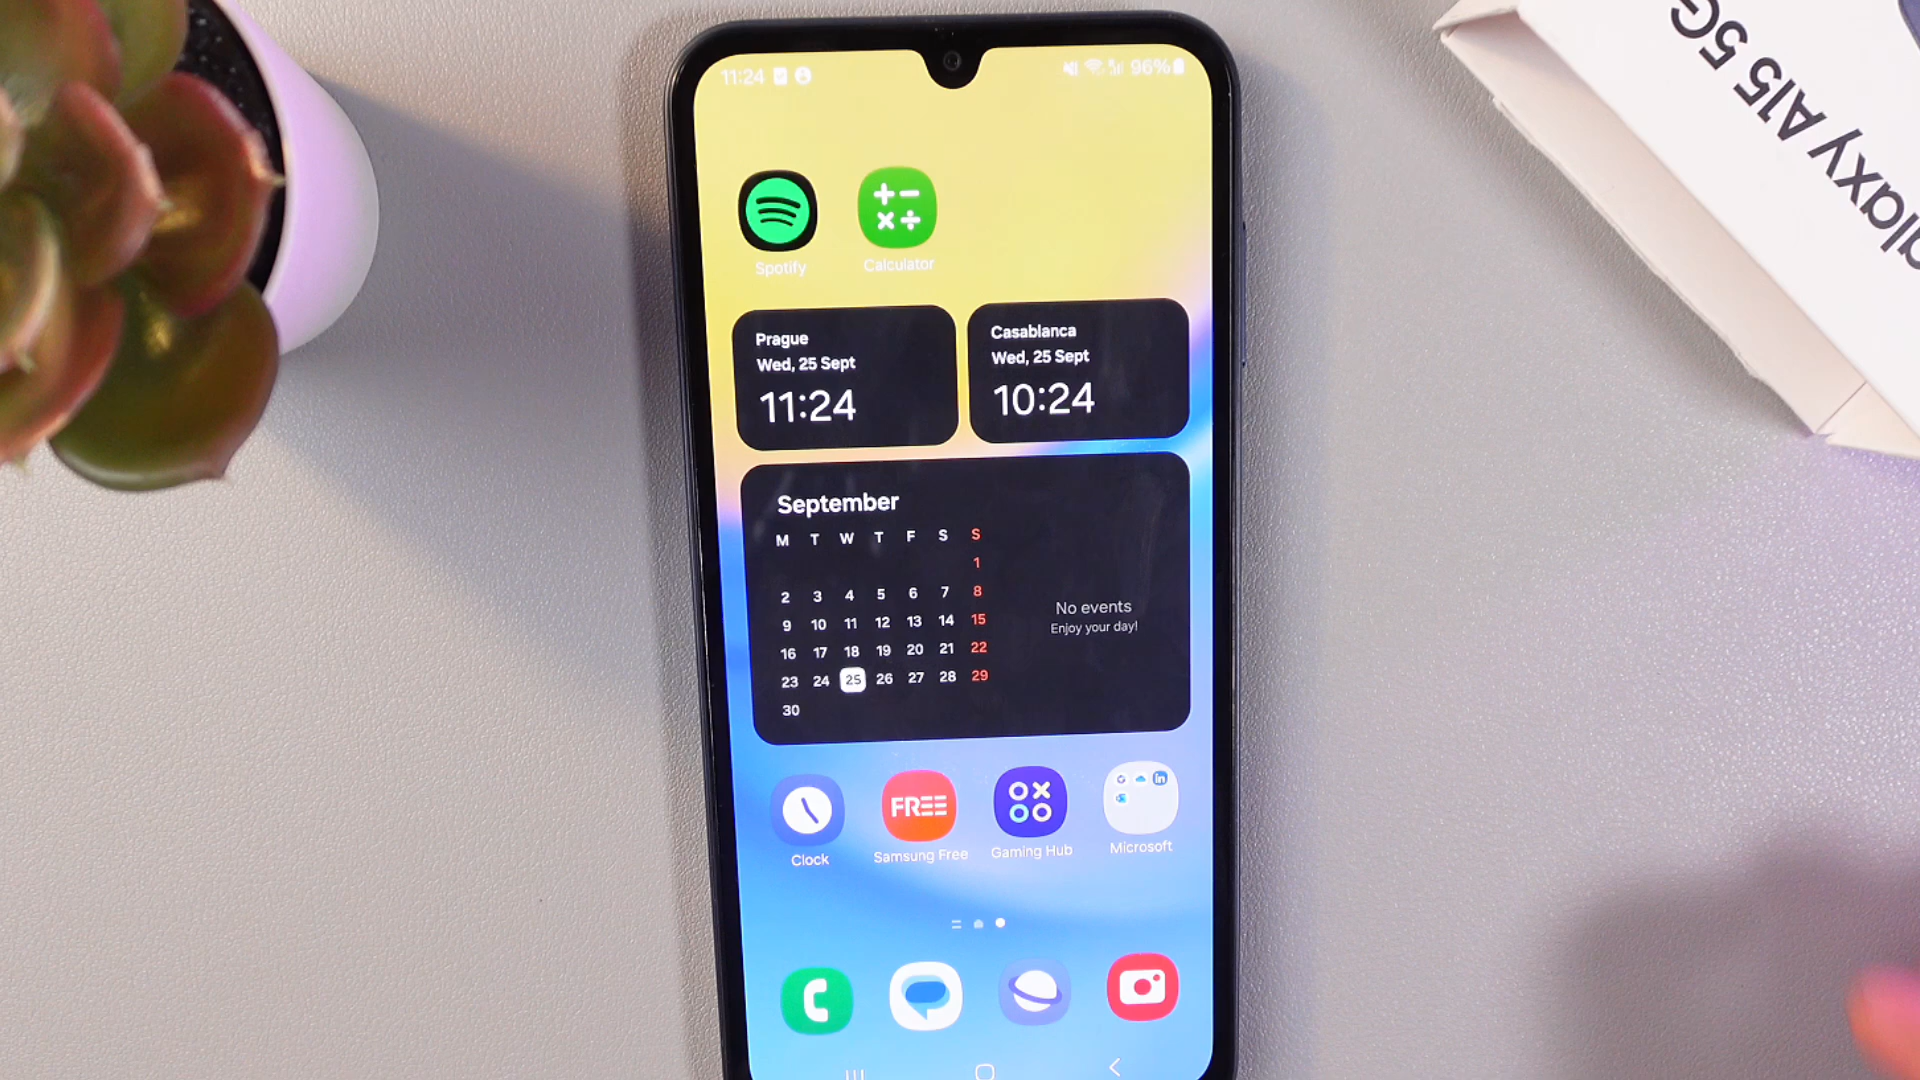 11:24
96%
Spotify
Calculator
Prague
Wed, 25 Sept
11:24
Casablanca
Wed, 25 Sept
10:24
September
M T W T F S S
1
2 3 4 5 6 7 8
9 10 11 12 13 14 15
16 17 18 19 20 21 22
23 24 25 26 27 28 29
30
No events
Enjoy your day!
FREE
in
Clock
Samsung Free
Gaming Hub
Microsoft
alaxy A15 5G